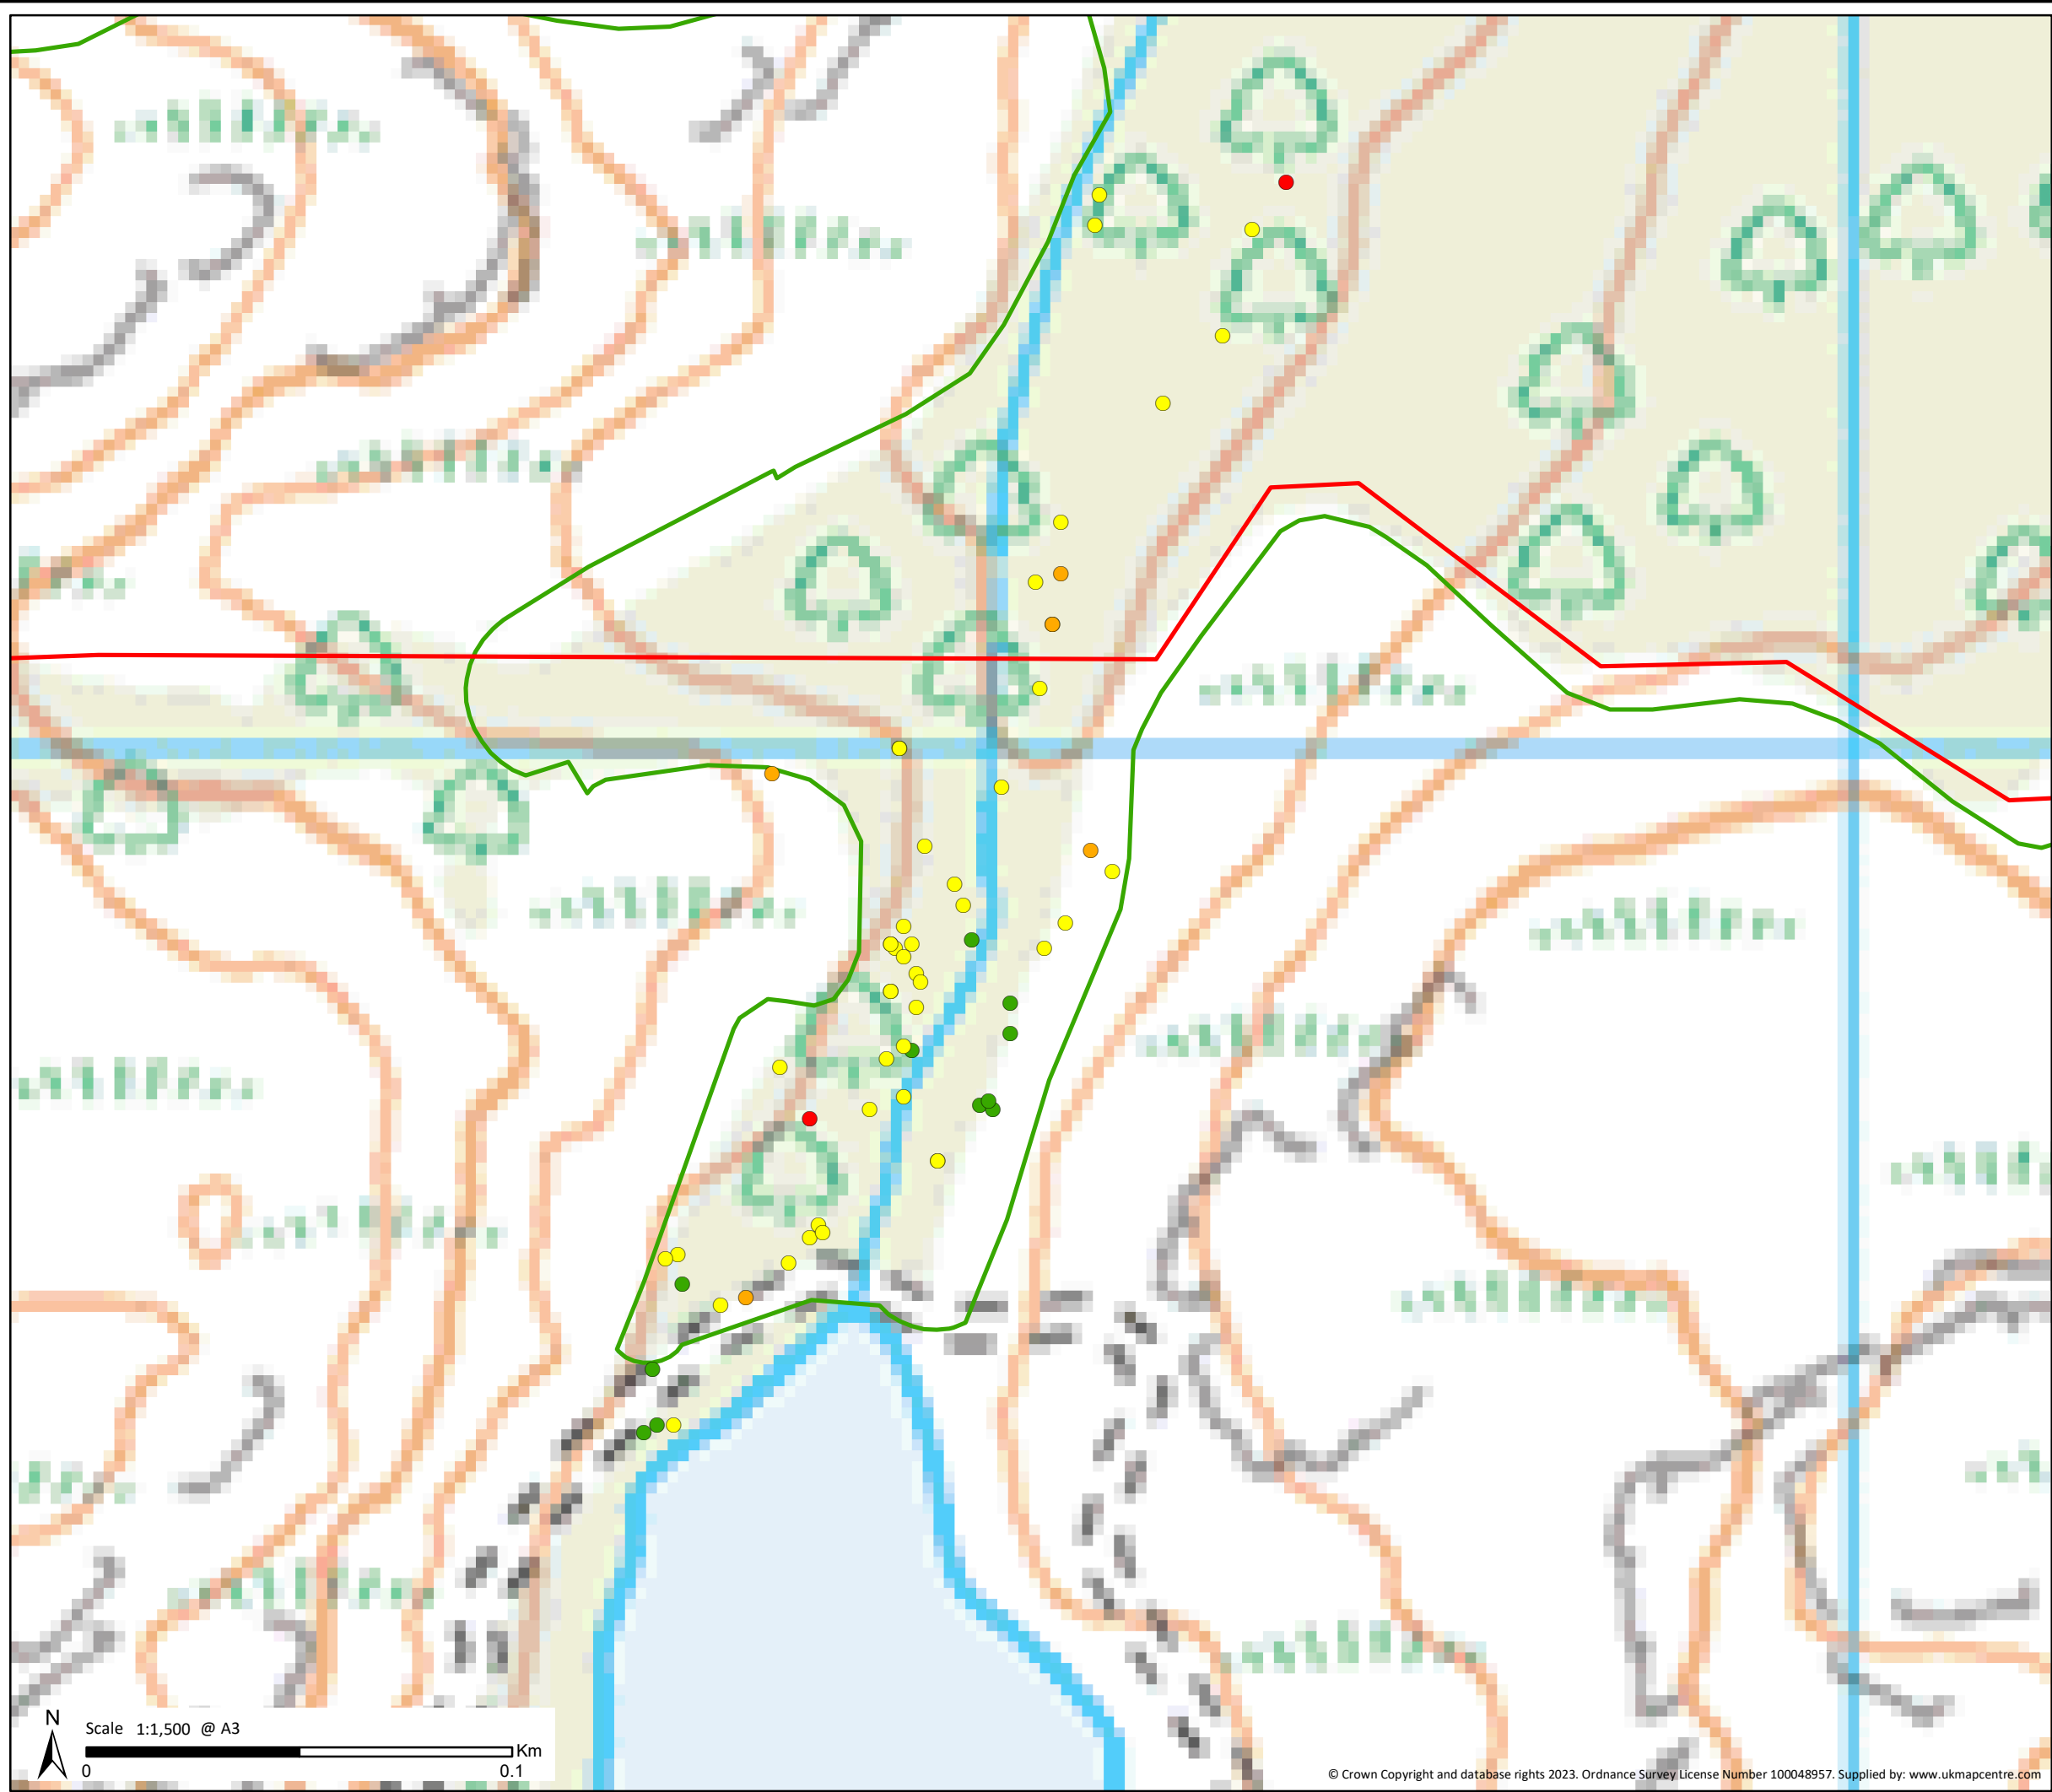 N
Scale 1:1,500 @ A3
Km
0 0.1
© Crown Copyright and database rights 2023. Ordnance Survey License Number 100048957. Supplied by: www.ukmapcentre.com